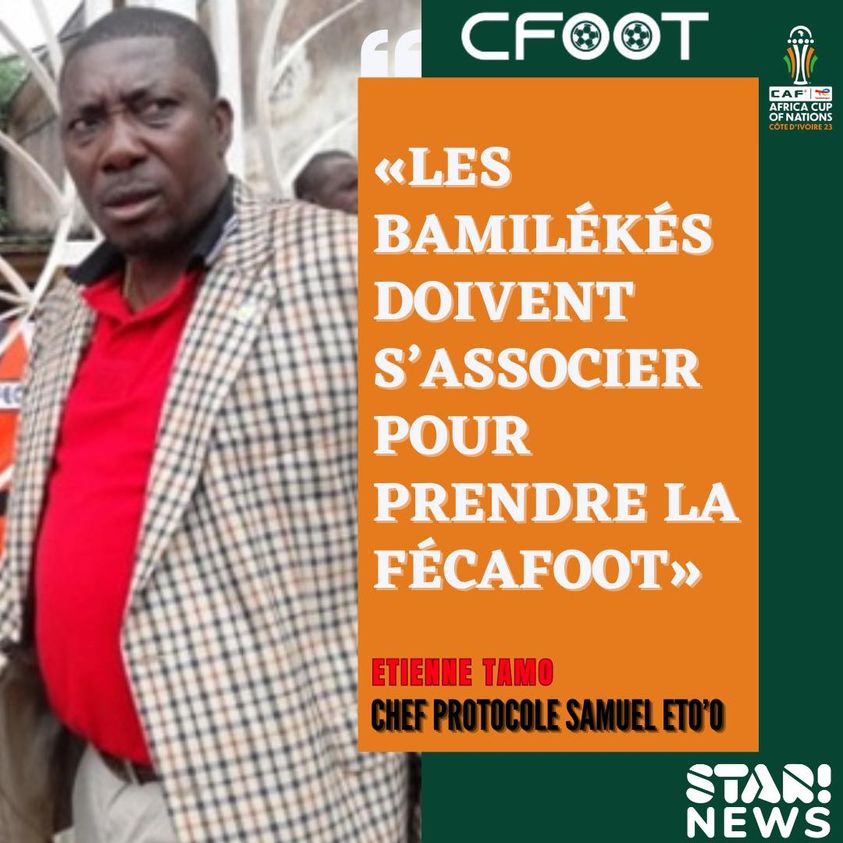 CFOOT
CAF
AFRICA CUP
OF NATIONS
CÔTE D'IVOIRE 23
«LES
BAMILÉKÉS
DOIVENT
S'ASSOCIER
POUR
PRENDRE LA
FÉCAFOOT»
ETIENNE TAMO
CHEF PROTOCOLE SAMUEL ETO'O
STAR!
NEWS